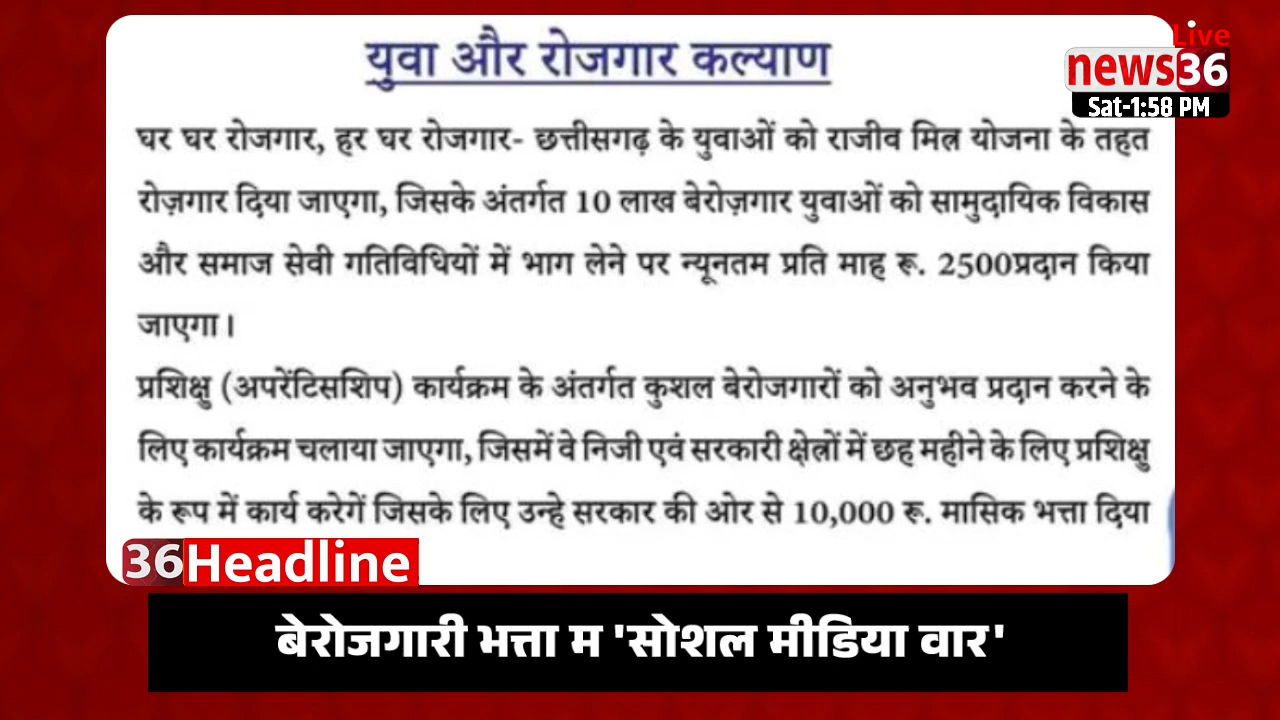 युवा और रोजगार कल्याण
Live
news36
Sat-1:58 PM
घर घर रोजगार, हर घर रोजगार- छत्तीसगढ़ के युवाओं को राजीव मित्र योजना के तहत
रोज़गार दिया जाएगा, जिसके अंतर्गत 10 लाख बेरोज़गार युवाओं को सामुदायिक विकास
और समाज सेवी गतिविधियों में भाग लेने पर न्यूनतम प्रति माह रू. 2500प्रदान किया
जाएगा।
प्रशिक्षु (अपरेंटिसशिप) कार्यक्रम के अंतर्गत कुशल बेरोजगारों को अनुभव प्रदान करने के
लिए कार्यक्रम चलाया जाएगा, जिसमें वे निजी एवं सरकारी क्षेत्रों में छह महीने के लिए प्रशिक्षु
के रूप में कार्य करेगें जिसके लिए उन्हे सरकार की ओर से 10,000 रू. मासिक भत्ता दिया
36Headline
बेरोजगारी भत्ता म 'सोशल मीडिया वार'